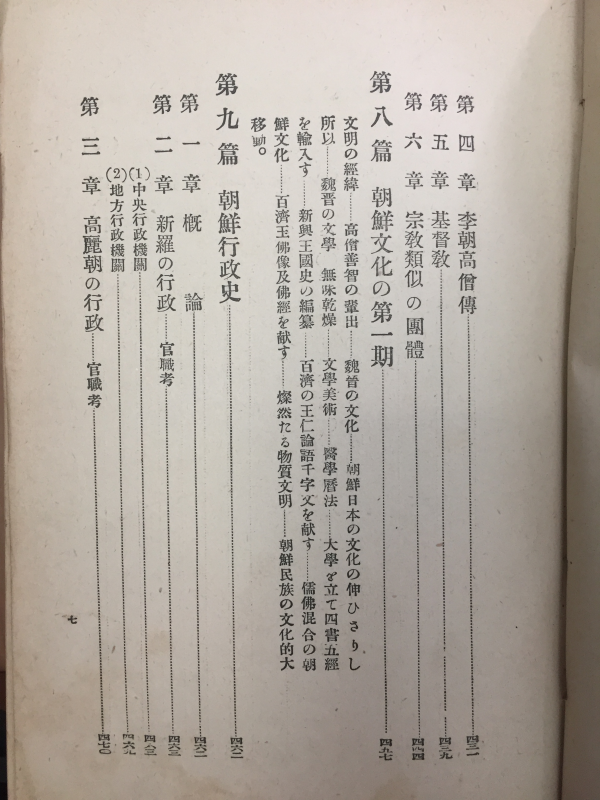 第四章 李朝高僧傳……四三一
第五章 基督教……四三九
第六章 宗敎類似の團體……四四四
第八篇 朝鮮文化の第一期……四五七
文明の經緯……高僧善智の輩出……魏晉の文化……朝鮮日本の文化の伸ひさりし
所以……魏晋の文學 無味乾燥……文學美術……醫學曆法……大學を立て四書五經
を輸入す……新興王國史の編纂……百濟の王仁論語千字文を献す……儒佛混合の朝
鮮文化……百濟王佛像及佛經を献す……燦然たる物質文明……朝鮮民族の文化的大
移動。
第九篇 朝鮮行政史……四六二
第一章 槪論……四六二
第二章 新羅の行政 官職考……四六三
(1)中央行政機關……四六三
(2)地方行政機關……四六九
第三章 高麗朝の行政 官職考……四七〇
七